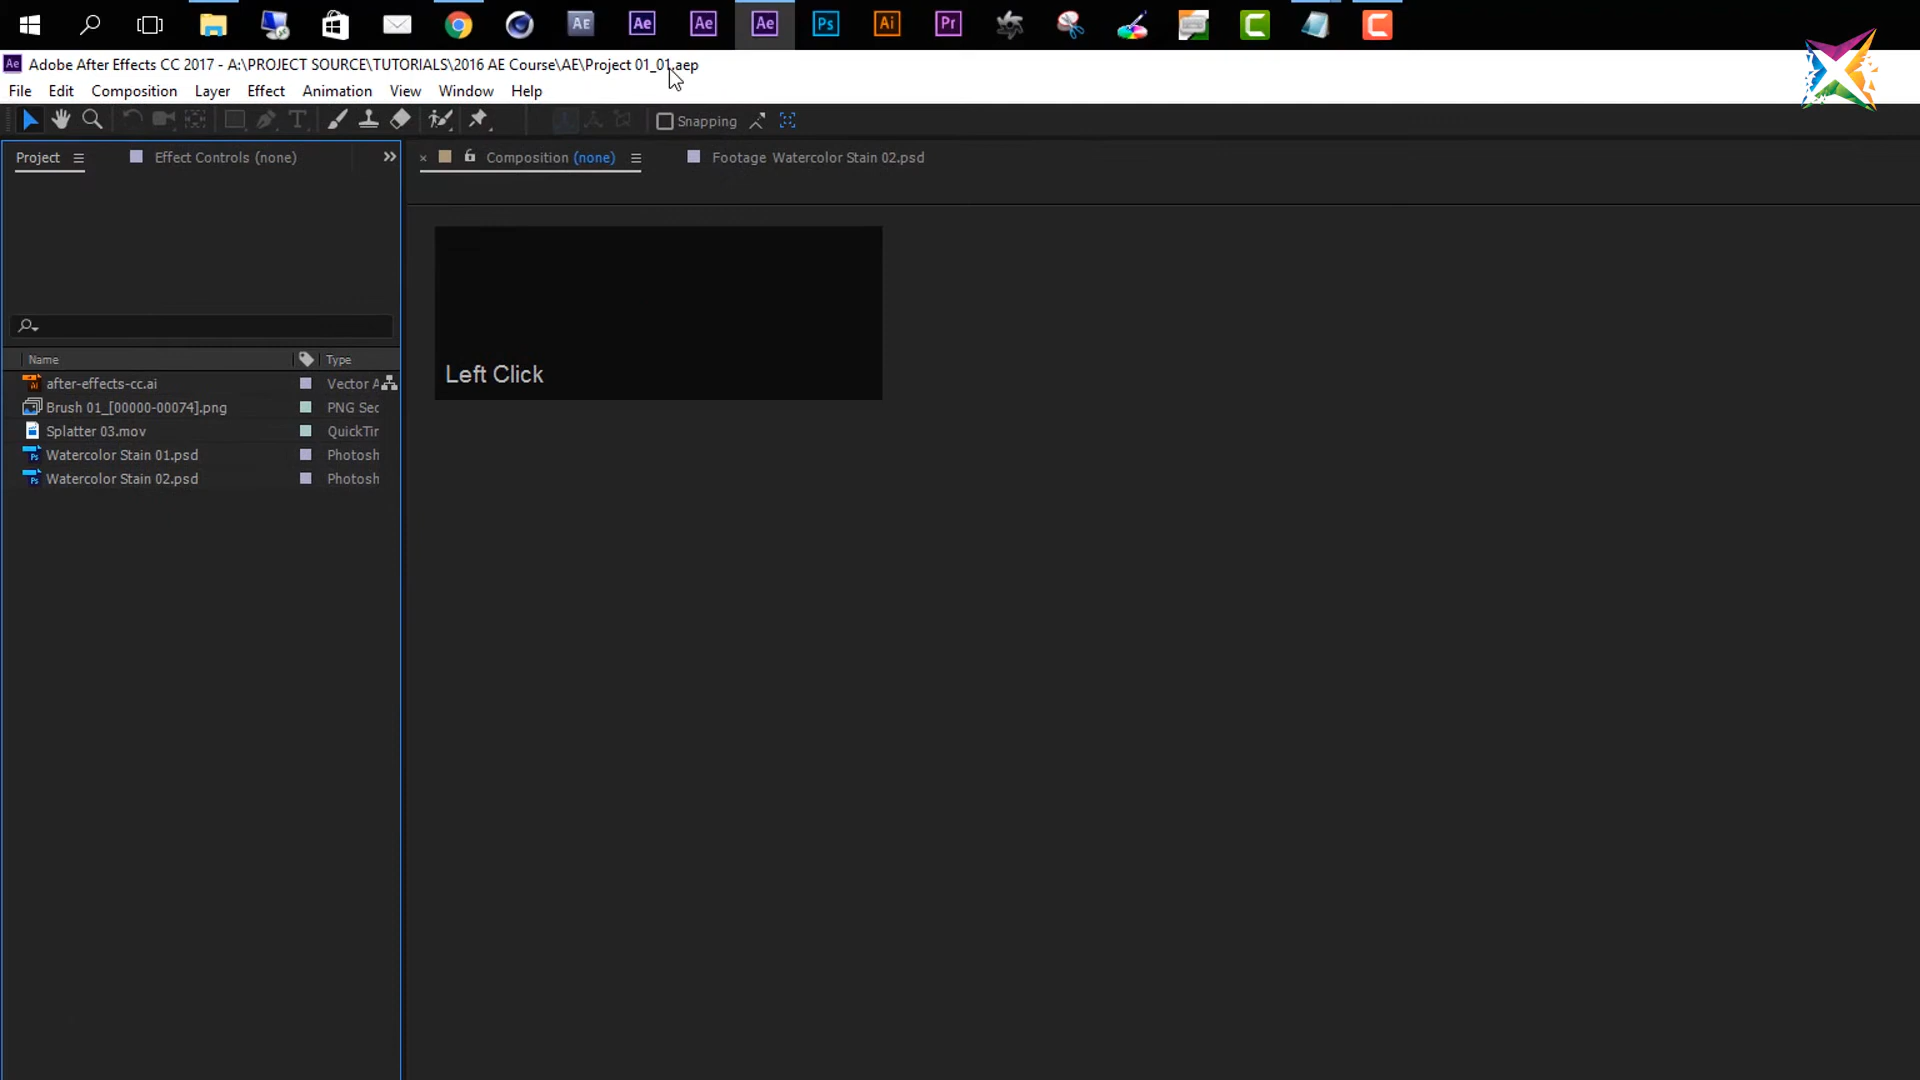 AE Ae Ae Ae Ps Ai Pr C C
Ae Adobe After Effects CC 2017 - A:\PROJECT SOURCE\TUTORIALS\2016 AE Course\AE\Project 01_01.aep
File Edit Composition Layer Effect Animation View Window Help
T Snapping
Project Effect Controls (none) Composition (none) Footage Watercolor Stain 02.psd
Left Click
Name Type
after-effects-cc.ai Vector A
Brush 01_[00000-00074].png PNG Sec
Splatter 03.mov QuickTir
Watercolor Stain 01.psd Photosh
Watercolor Stain 02.psd Photosh